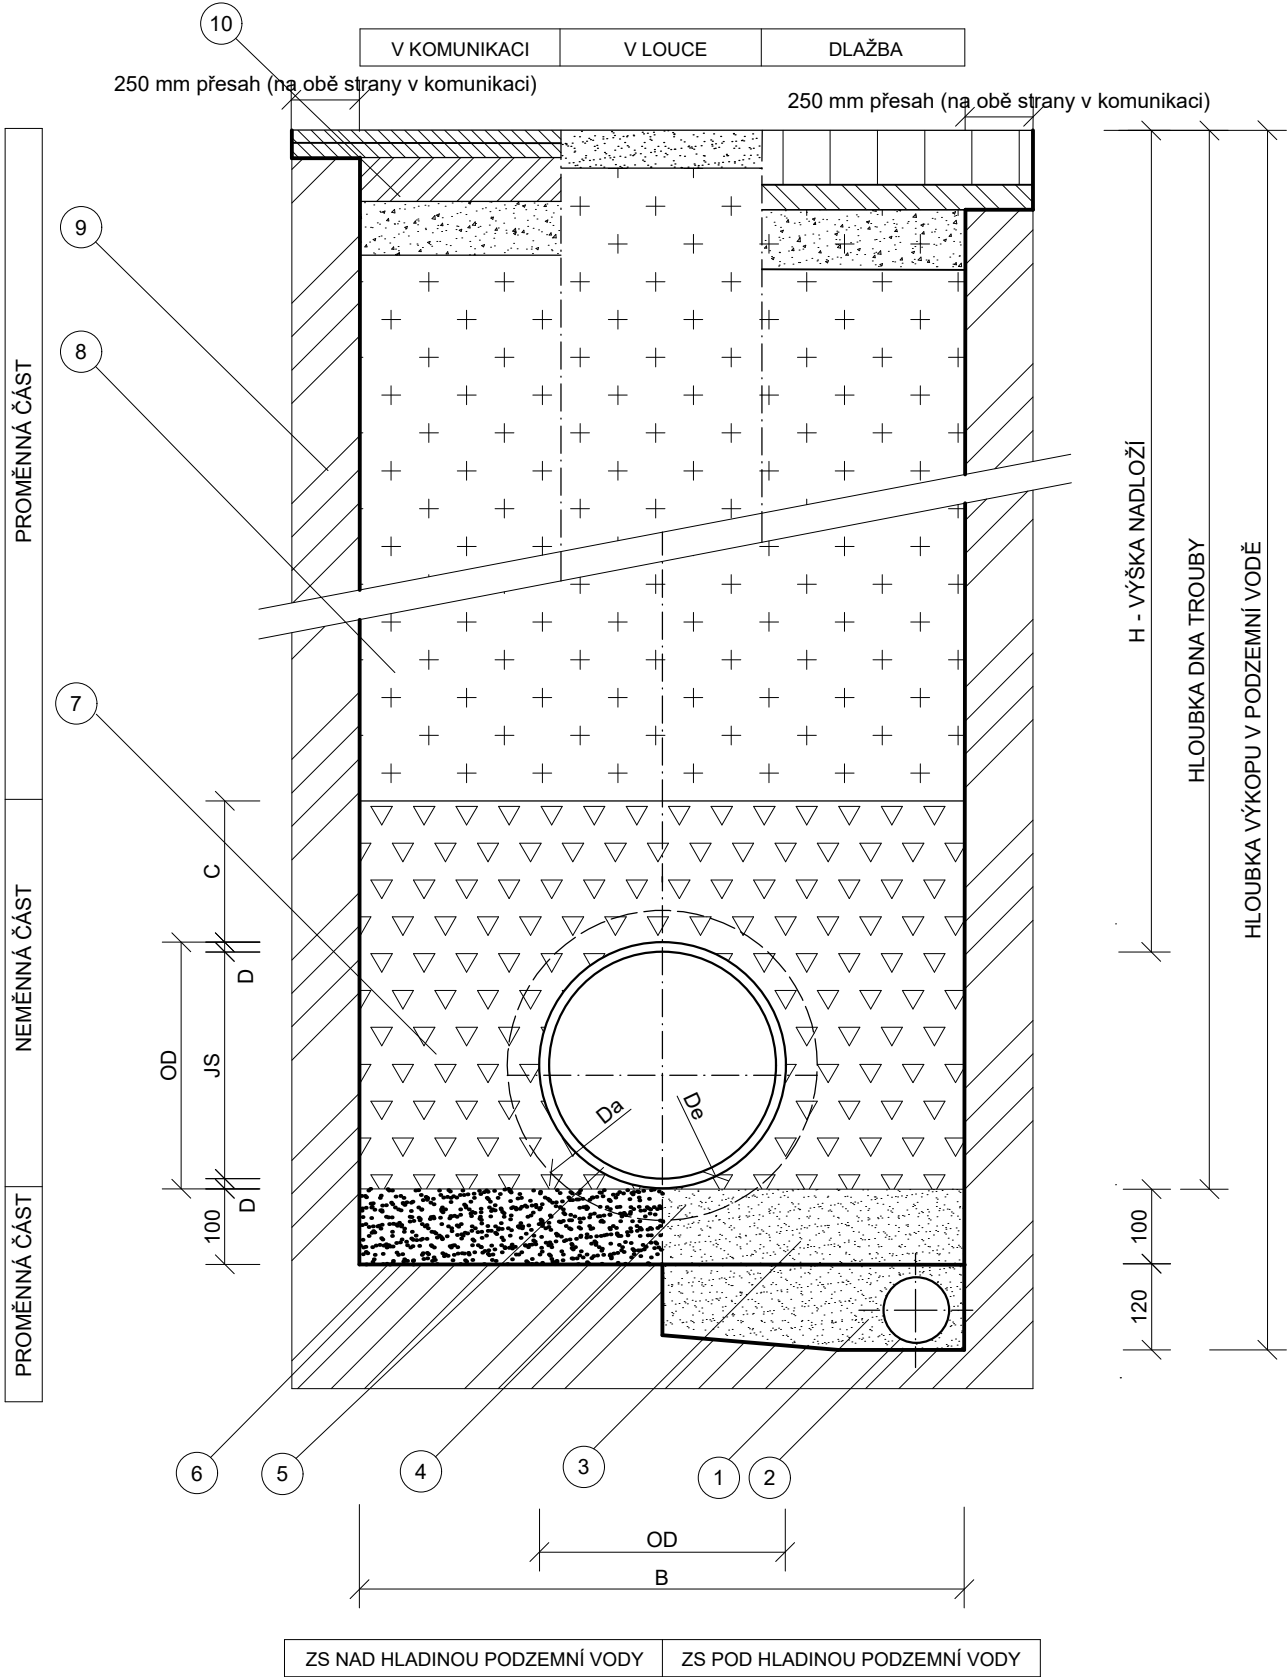 10
V KOMUNIKACI
V LOUCE
DLAŽBA
250 mm přesah (na obě strany v komunikaci)
250 mm přesah (na obě strany v komunikaci)
9
8
7
PROMĚNNÁ ČÁST
NEMĚNNÁ ČÁST
PROMĚNNÁ ČÁST
H - VÝŠKA NADLOŽÍ
HLOUBKA DNA TROUBY
HLOUBKA VÝKOPU V PODZEMNÍ VODĚ
C
D
OD
JS
D
100
Da
De
100
120
6
5
4
3
1
2
OD
B
ZS NAD HLADINOU PODZEMNÍ VODY
ZS POD HLADINOU PODZEMNÍ VODY